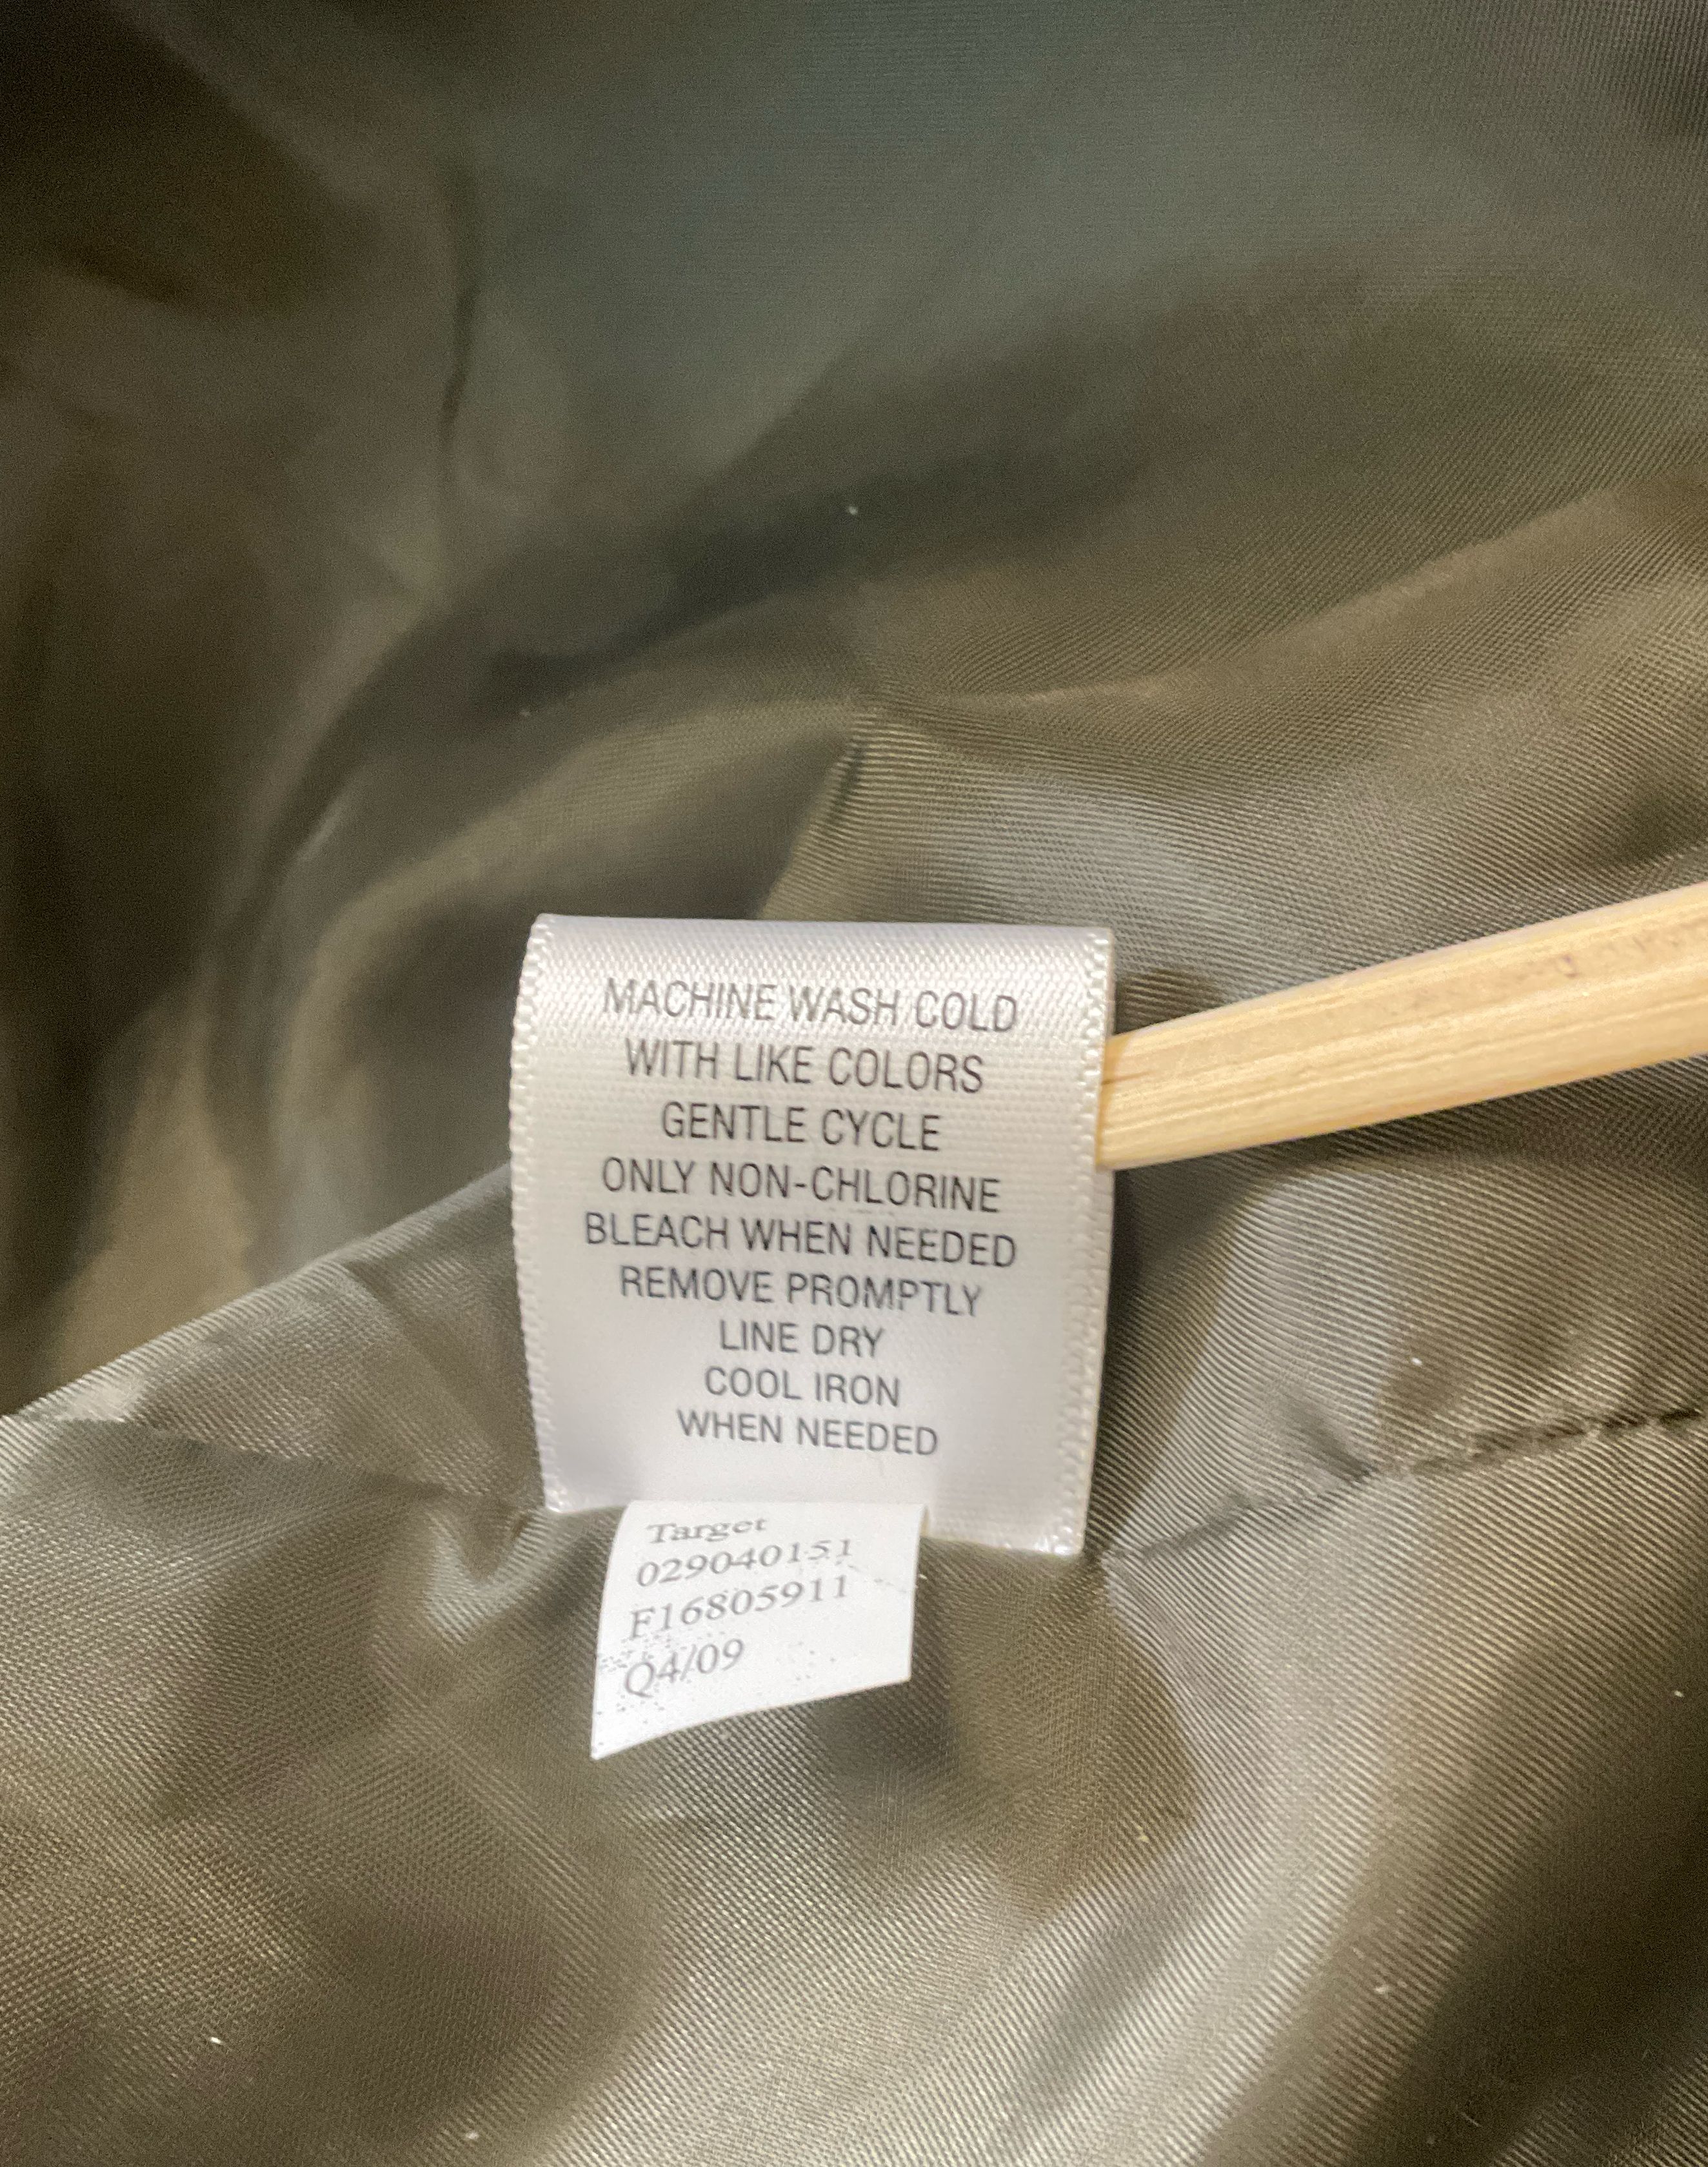 MACHINE WASH COLD
WITH LIKE COLORS
GENTLE CYCLE
ONLY NON-CHLORINE
BLEACH WHEN NEEDED
REMOVE PROMPTLY
LINE DRY
COOL IRON
WHEN NEEDED
Target
029040151
F16805911
Q4/09